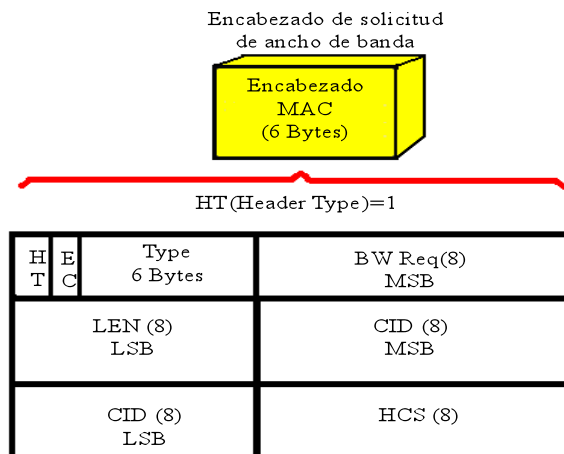 Encabezado de solicitud
de ancho de banda
Encabezado
MAC
(6 Bytes)
HT(Header Type)=1
H
T
E
C
Type
6 Bytes
BW Req(8)
MSB
LEN (8)
LSB
CID (8)
MSB
CID (8)
LSB
HCS (8)